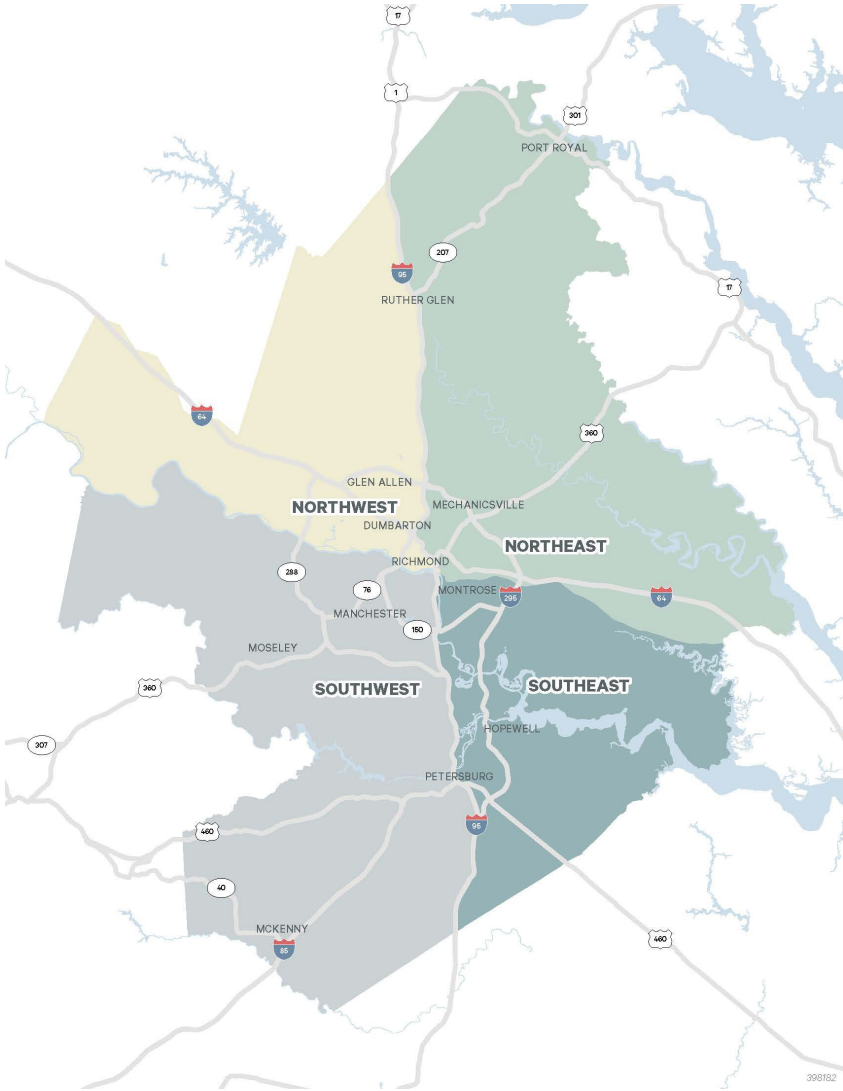 17
1
301
PORT ROYAL
207
95
17
RUTHER GLEN
64
360
GLEN ALLEN
NORTHWEST
MECHANICSVILLE
DUMBARTON
NORTHEAST
RICHMOND
288
76
MONTROSE
295
64
MANCHESTER
150
MOSELEY
360
SOUTHWEST
SOUTHEAST
307
HOPEWELL
PETERSBURG
95
460
40
MCKENNY
85
460
398182